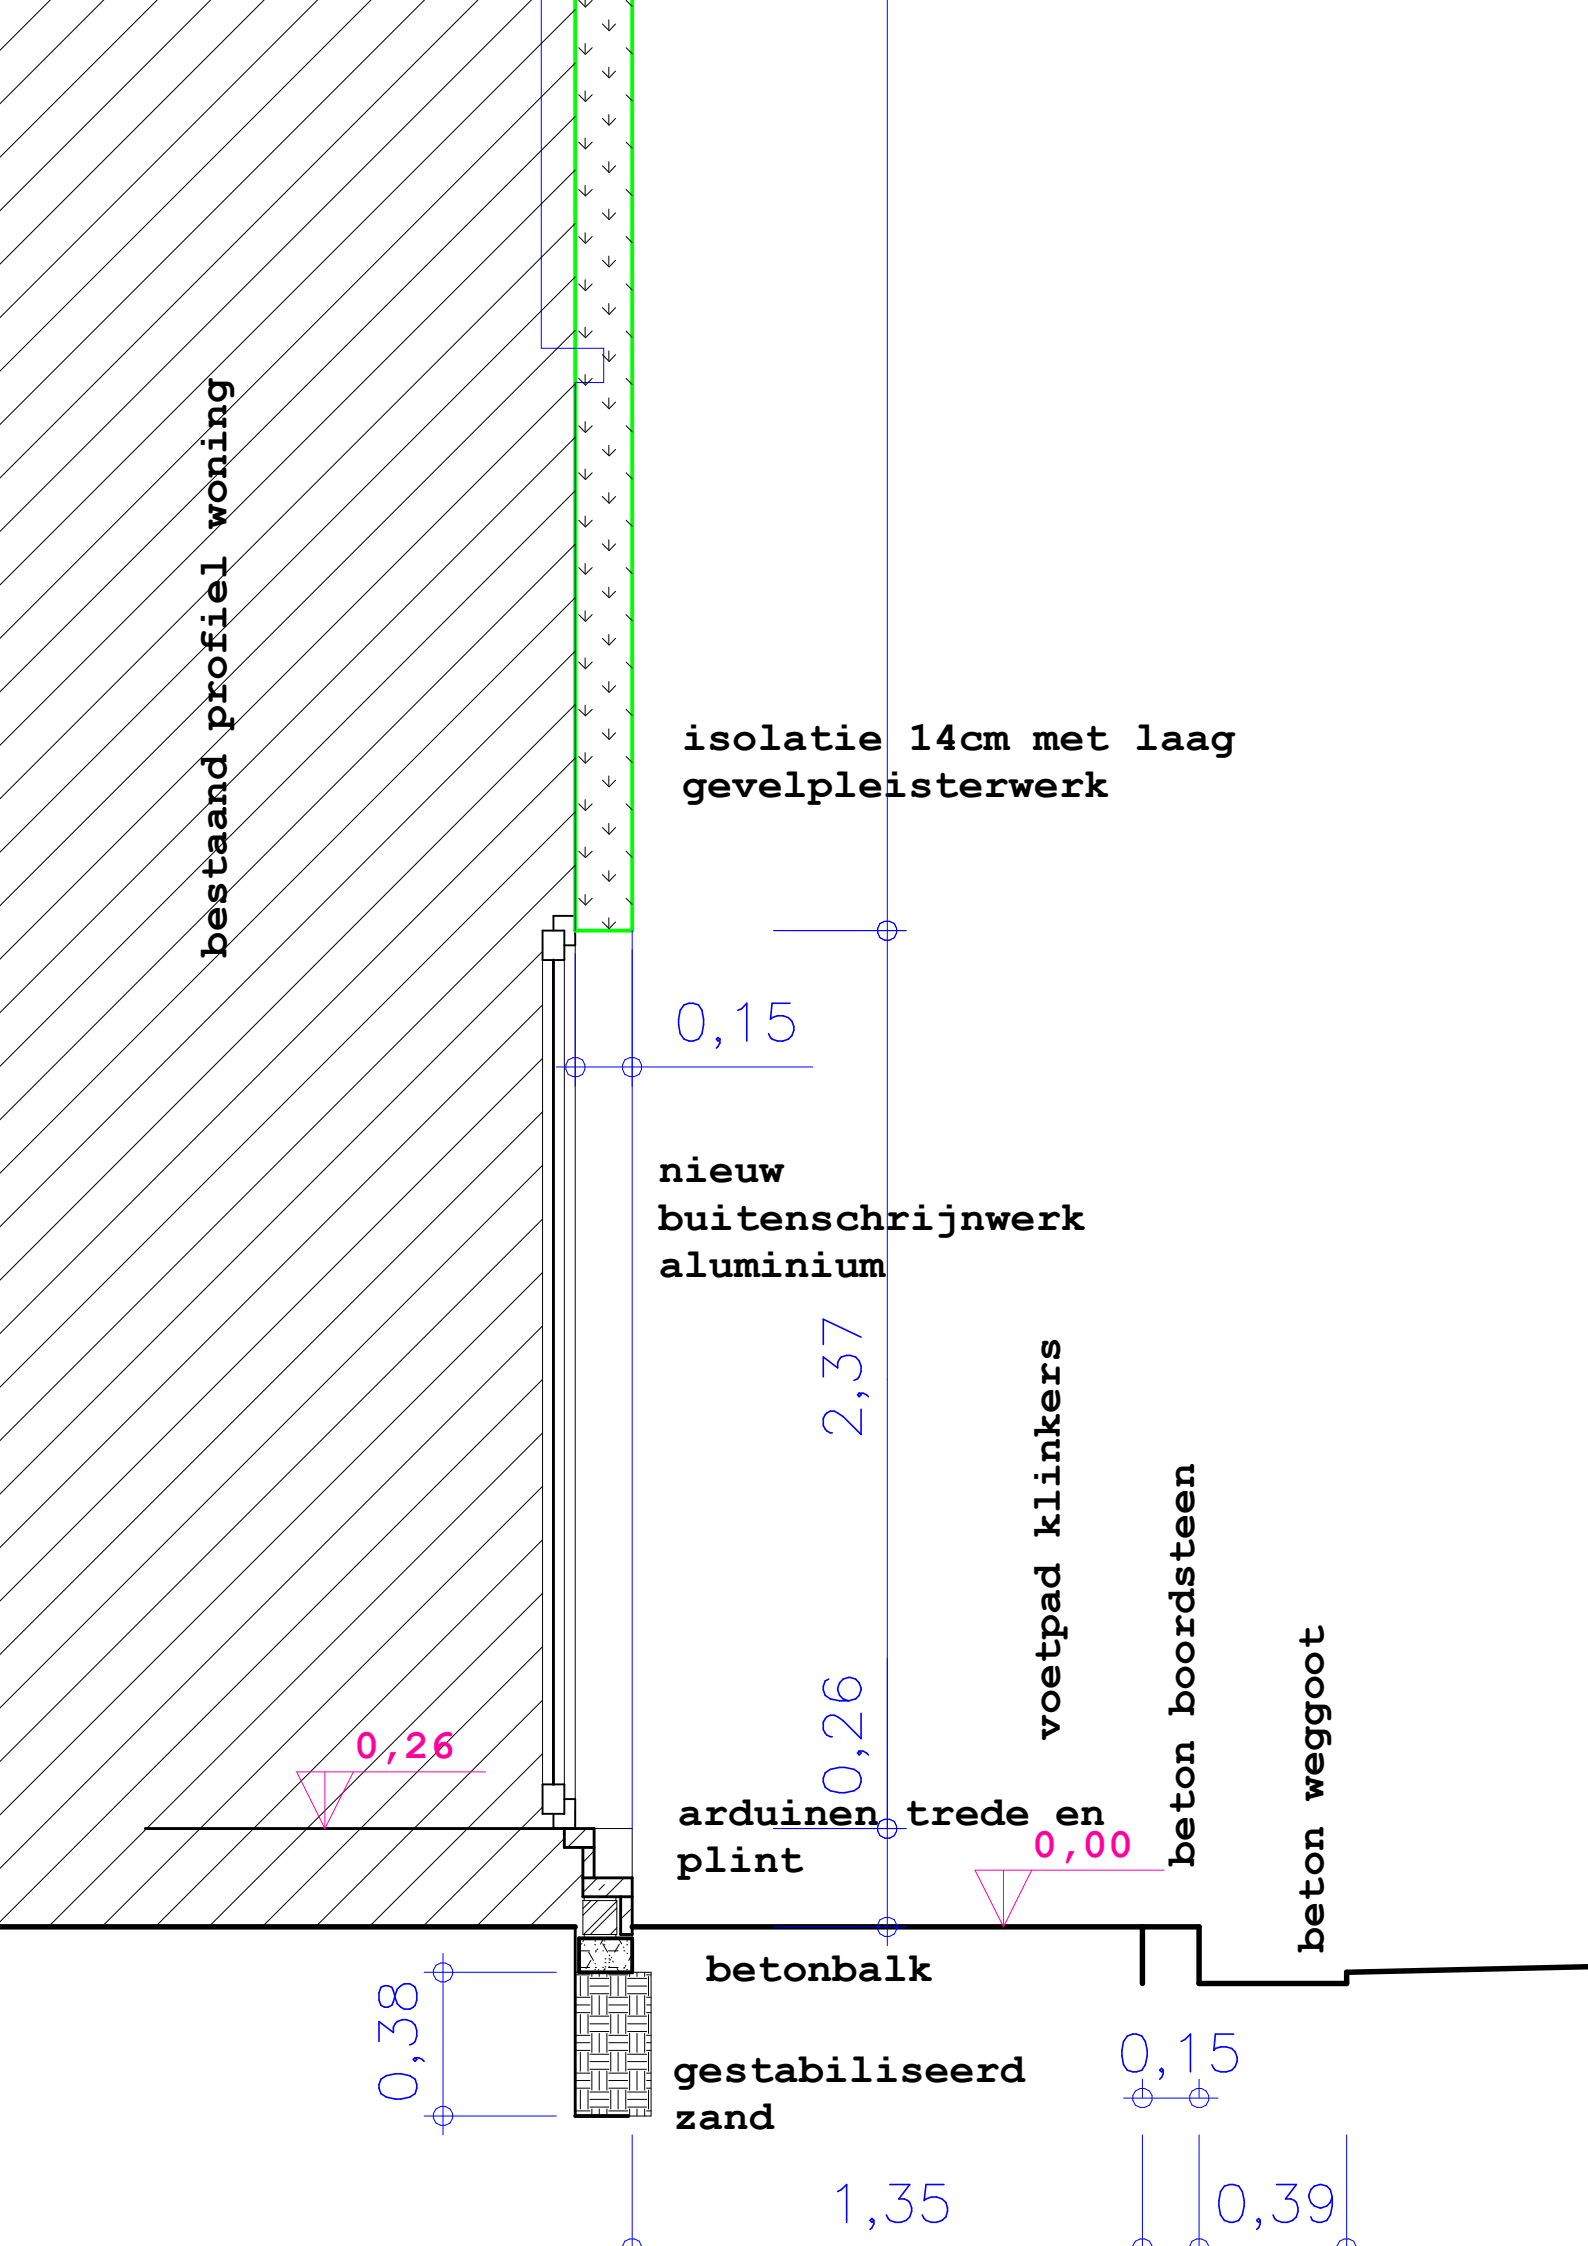 bestaand profiel woning
isolatie 14cm met laag
gevelpleisterwerk
0,15
nieuw
buitenschrijnwerk
aluminium
2,37
voetpad klinkers
beton boordsteen
beton weggoot
0,26
0,26
arduinen trede en
plint
0,00
betonbalk
0,38
gestabiliseerd
zand
0,15
1,35
0,39